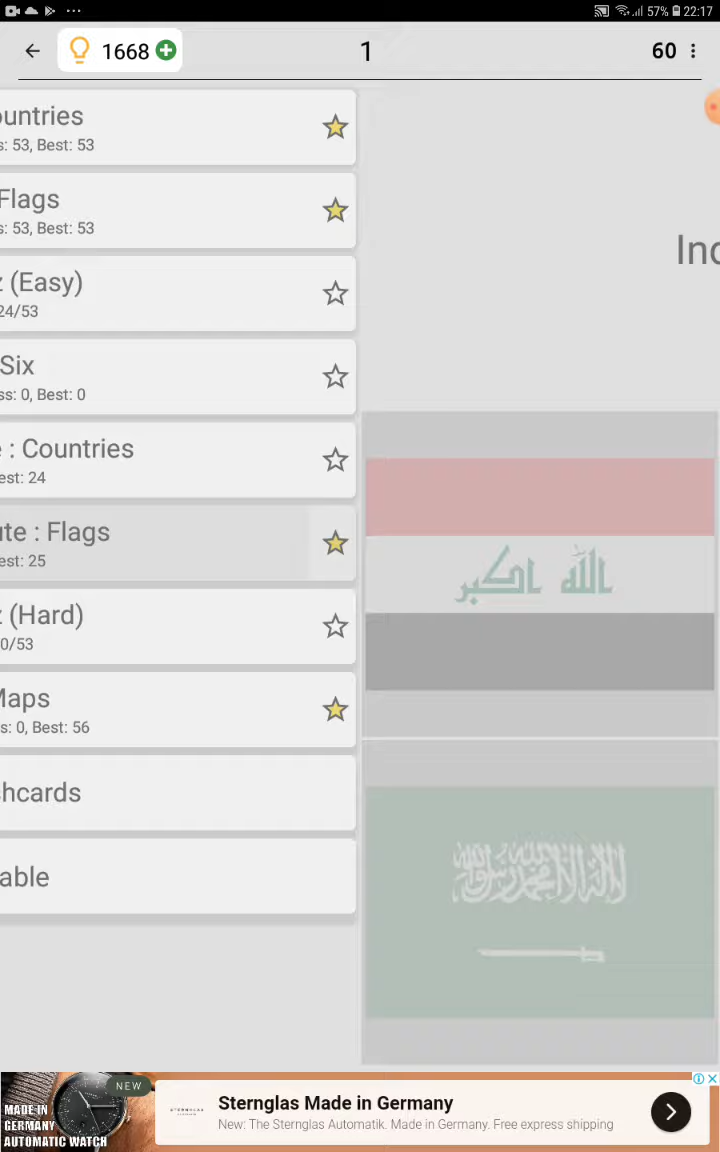 57% 22:17
1668 1 60
ountries
s: 53, Best: 53
Flags
s: 53, Best: 53
z (Easy)
24/53
Six
ss: 0, Best: 0
e : Countries
est: 24
ute : Flags
est: 25
z (Hard)
0/53
Maps
s: 0, Best: 56
hcards
able
Ind
الله اكبر
لا إله إلا الله محمد رسول الله
NEW
MADE IN
GERMANY
AUTOMATIC WATCH
STERNGLAS
Sternglas Made in Germany
New: The Sternglas Automatik. Made in Germany. Free express shipping